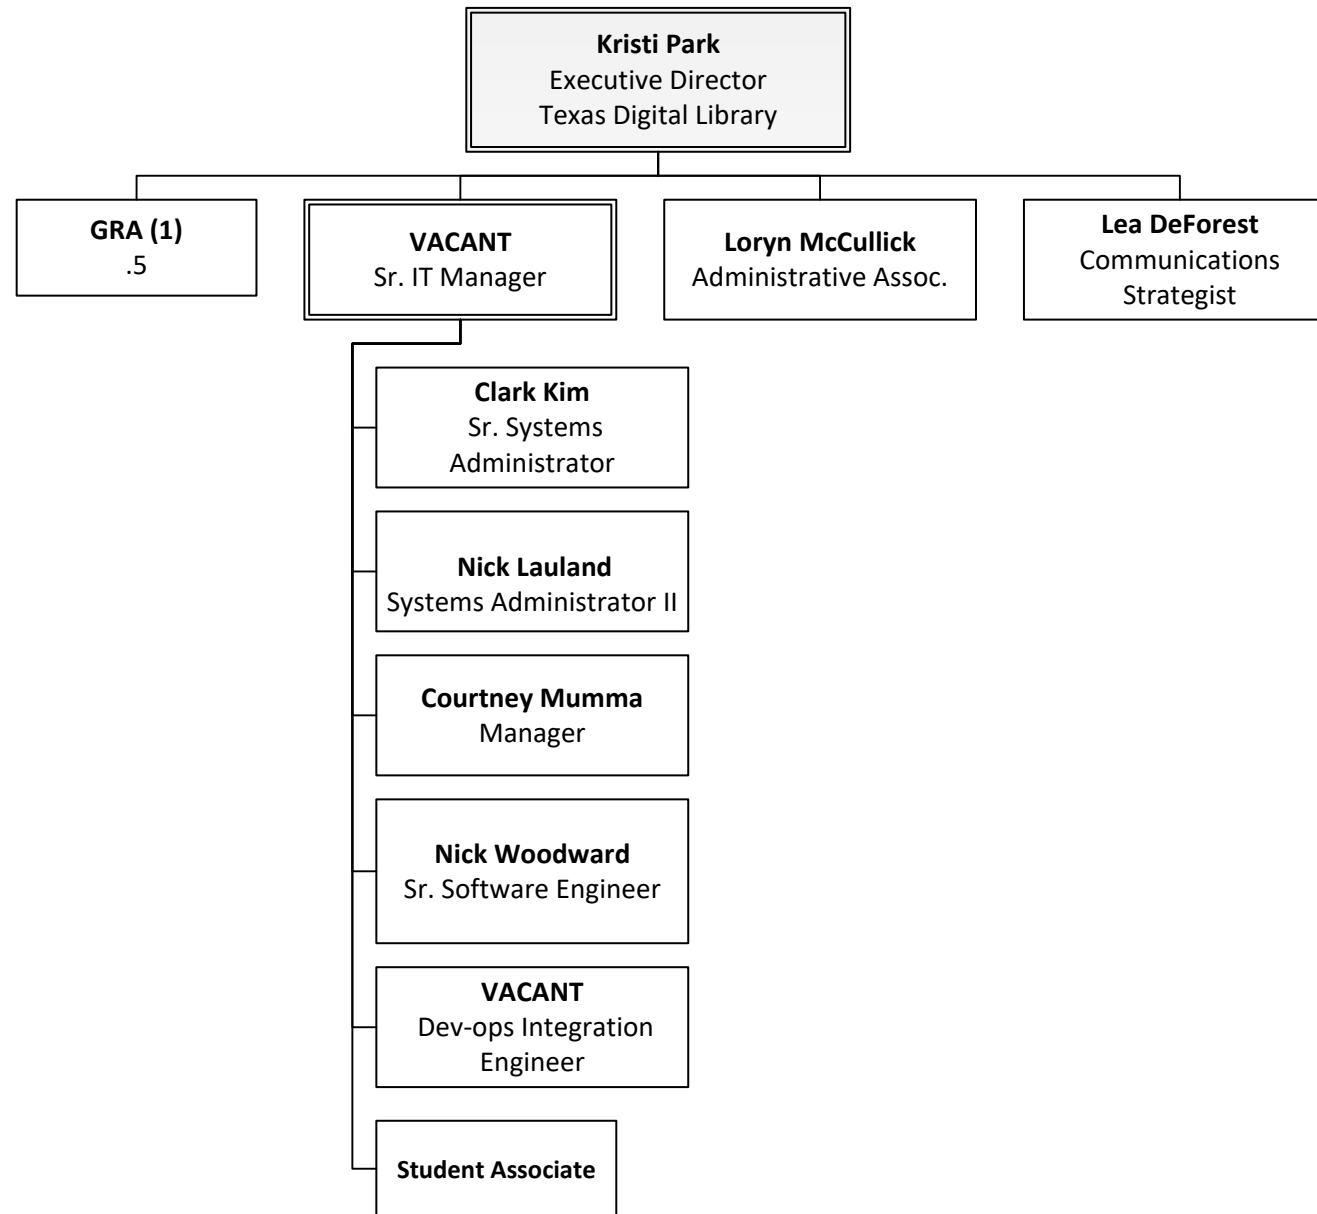 Kristi Park
Executive Director
Texas Digital Library
GRA (1)
.5
VACANT
Sr. IT Manager
Loryn McCullick
Administrative Assoc.
Lea DeForest
Communications
Strategist
Clark Kim
Sr. Systems
Administrator
Nick Lauland
Systems Administrator II
Courtney Mumma
Manager
Nick Woodward
Sr. Software Engineer
VACANT
Dev-ops Integration
Engineer
Student Associate